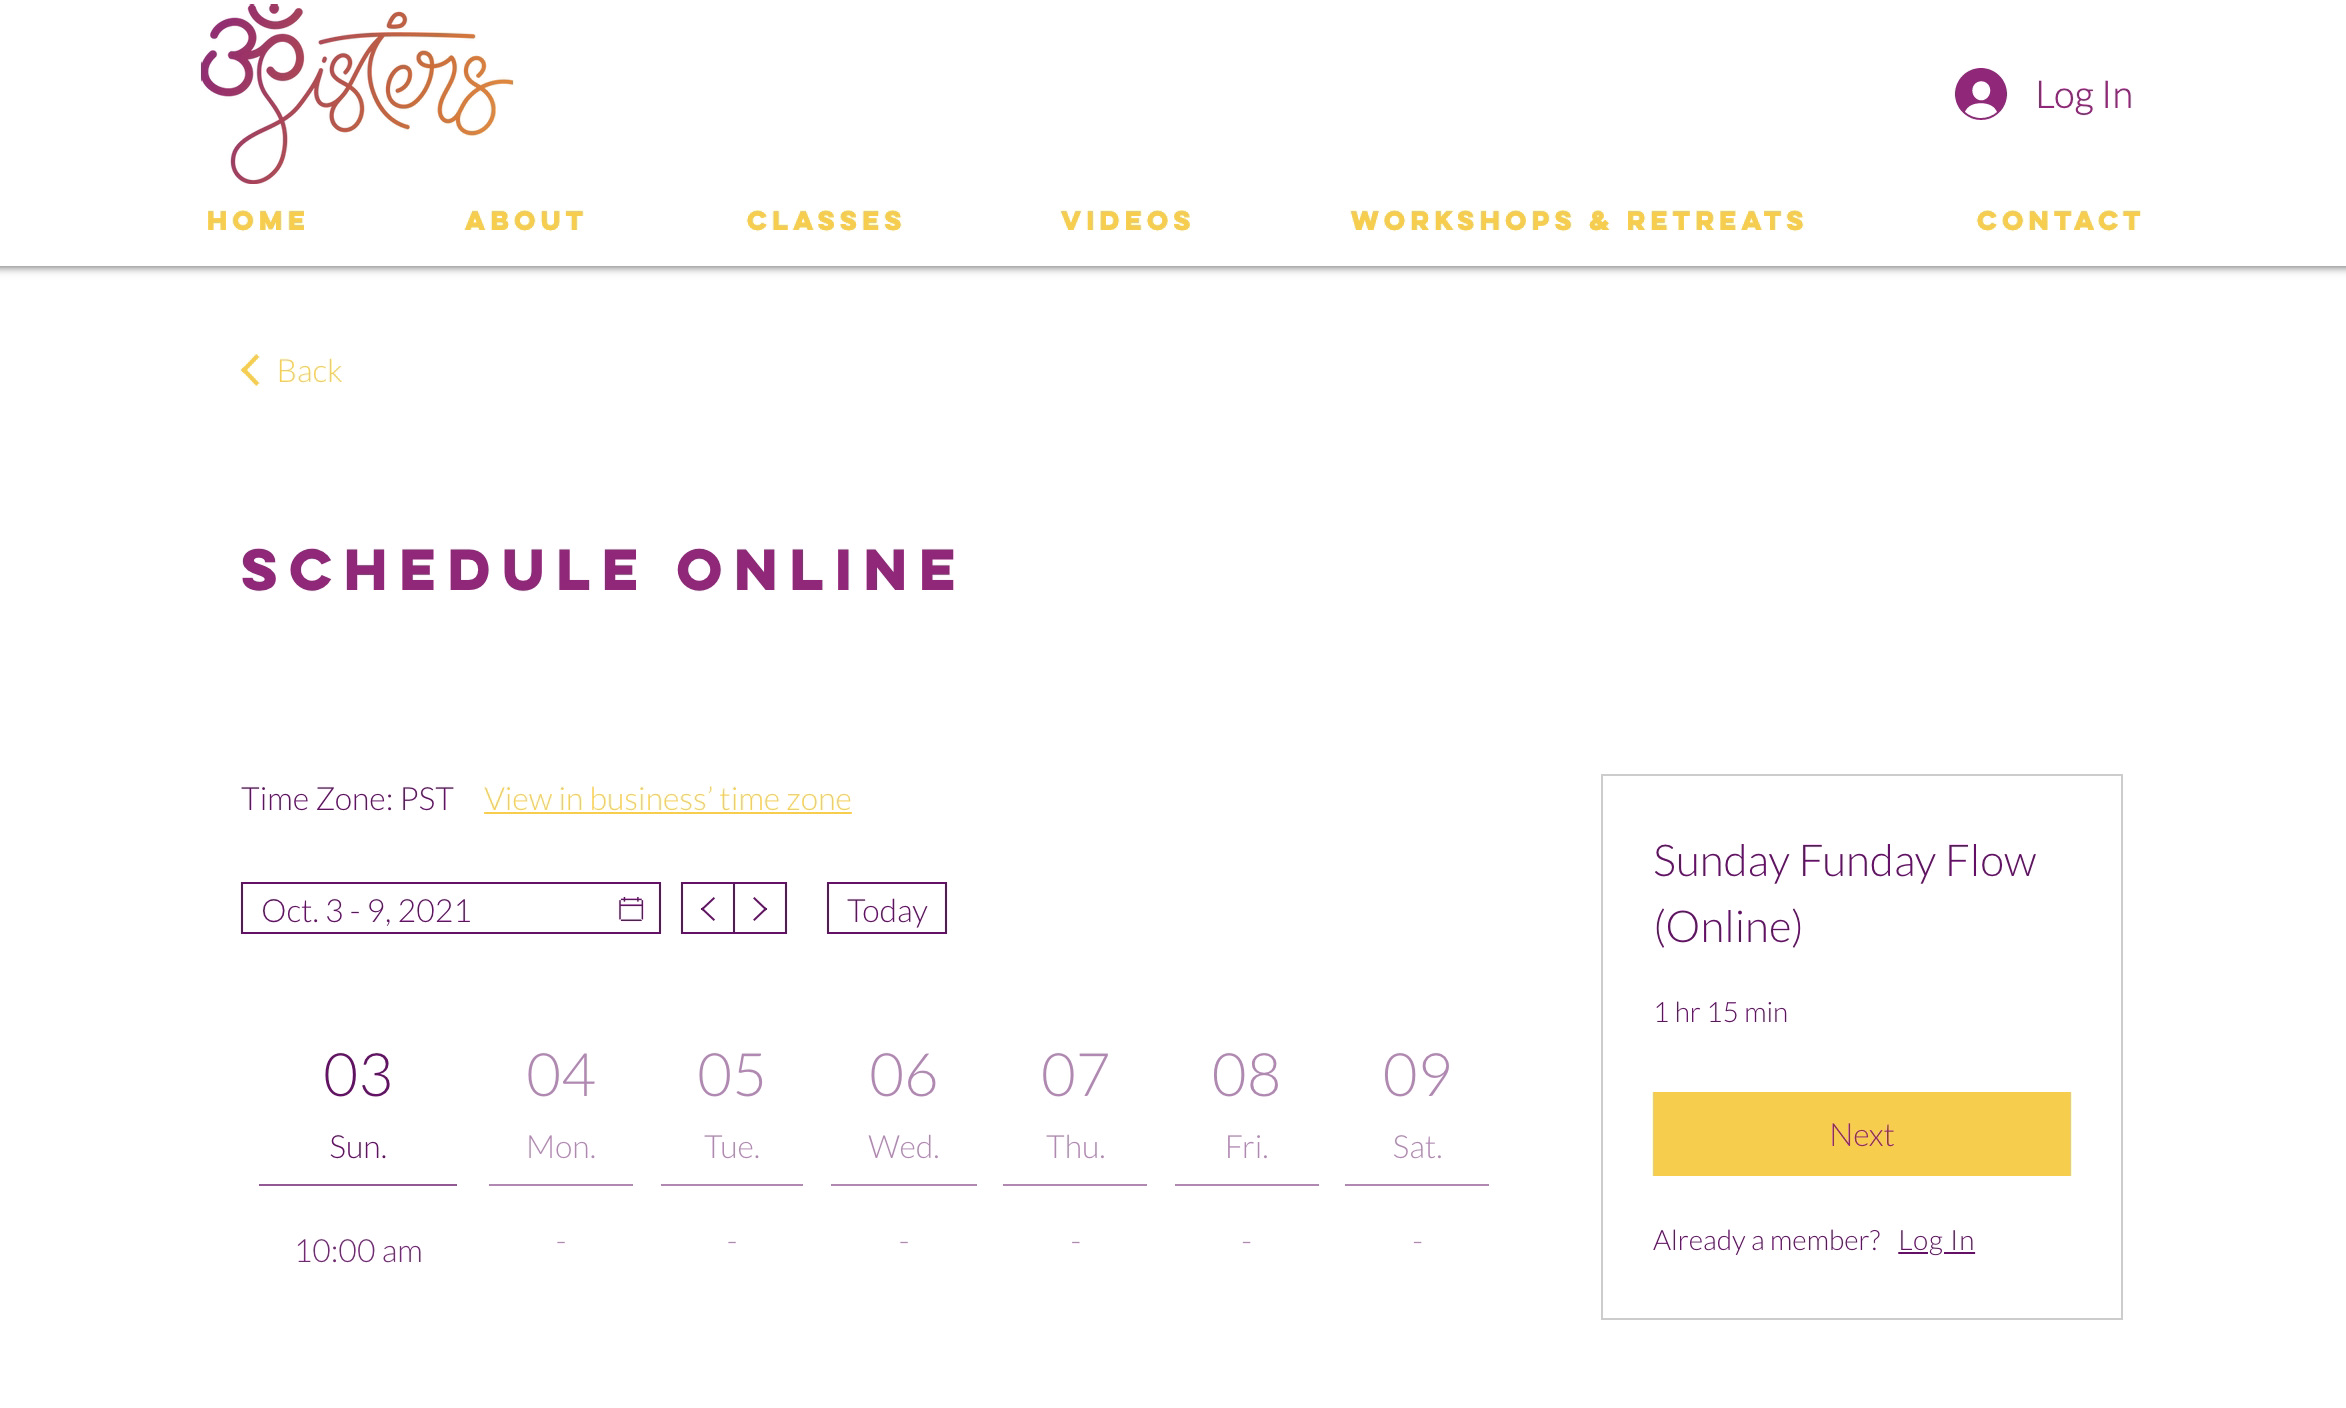 ॐSisters
Log In
HOME ABOUT CLASSES VIDEOS WORKSHOPS & RETREATS CONTACT
Back
SCHEDULE ONLINE
Time Zone: PST View in business’ time zone
Oct. 3 - 9, 2021 Today
03 04 05 06 07 08 09
Sun. Mon. Tue. Wed. Thu. Fri. Sat.
10:00 am - - - - - -
Sunday Funday Flow
(Online)
1 hr 15 min
Next
Already a member? Log In